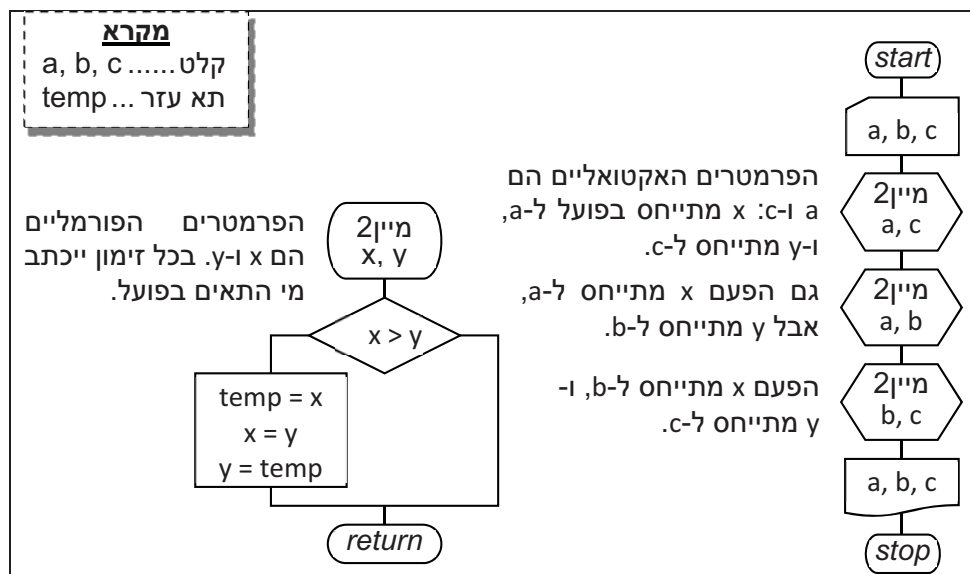 מקרא
קלט ...... a, b, c
תא עזר ... temp
start
a, b, c
הפרמטרים האקטואליים הם
a ו-c: x מתייחס בפועל ל-a,
ו-y מתייחס ל-c.
מיין2
a, c
גם הפעם x מתייחס ל-a,
אבל y מתייחס ל-b.
מיין2
a, b
הפעם x מתייחס ל-b, ו-
y מתייחס ל-c.
מיין2
b, c
a, b, c
stop
מיין2
x, y
הפרמטרים הפורמליים
הם x ו-y. בכל זימון ייכתב
מי התאים בפועל.
x > y
temp = x
x = y
y = temp
return